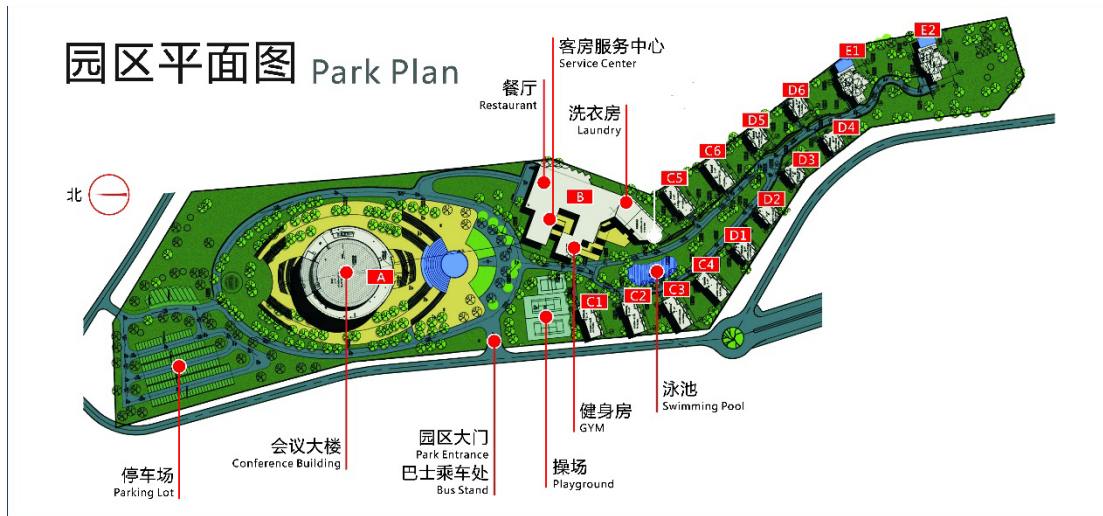 园区平面图 Park Plan
客房服务中心
Service Center
餐厅
Restaurant
洗衣房
Laundry
北
E2
E1
D6
D5
D4
C6
D3
C5
D2
B
D1
C4
A
C3
C2
C1
泳池
Swimming Pool
健身房
GYM
园区大门
Park Entrance
巴士乘车处
Bus Stand
操场
Playground
会议大楼
Conference Building
停车场
Parking Lot